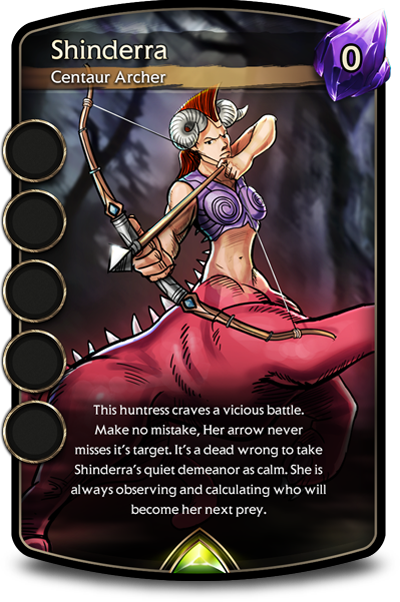 Shinderra
0
Centaur Archer
This huntress craves a vicious battle.
Make no mistake, Her arrow never
misses it's target. It's a dead wrong to take
Shinderra's quiet demeanor as calm. She is
always observing and calculating who will
become her next prey.